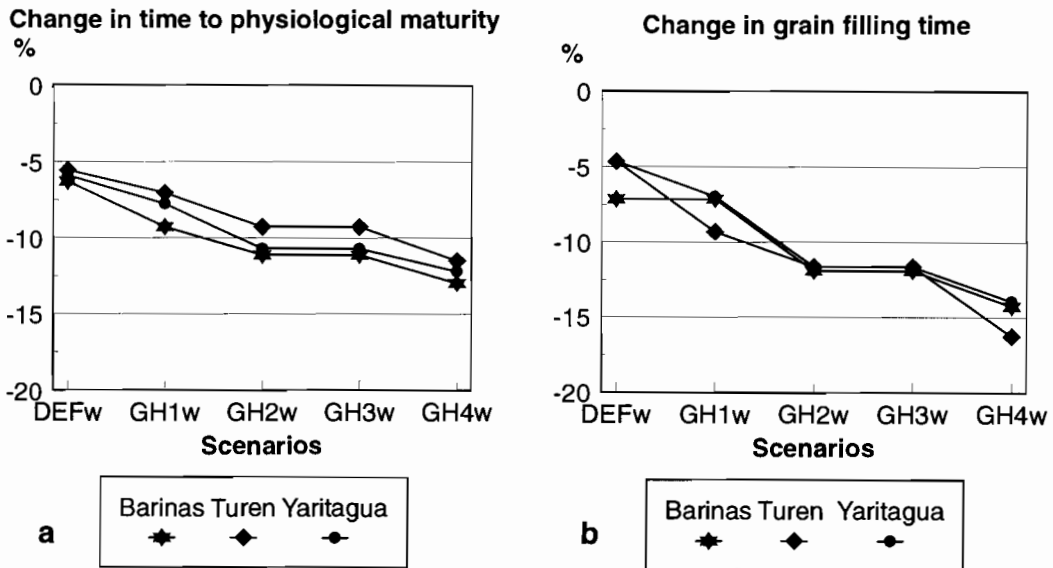 Change in time to physiological maturity
%
0
-5
-10
-15
-20
DEFw GH1w GH2w GH3w GH4w
Scenarios
Barinas Turen Yaritagua
a
Change in grain filling time
%
0
-5
-10
-15
-20
DEFw GH1w GH2w GH3w GH4w
Scenarios
Barinas Turen Yaritagua
b